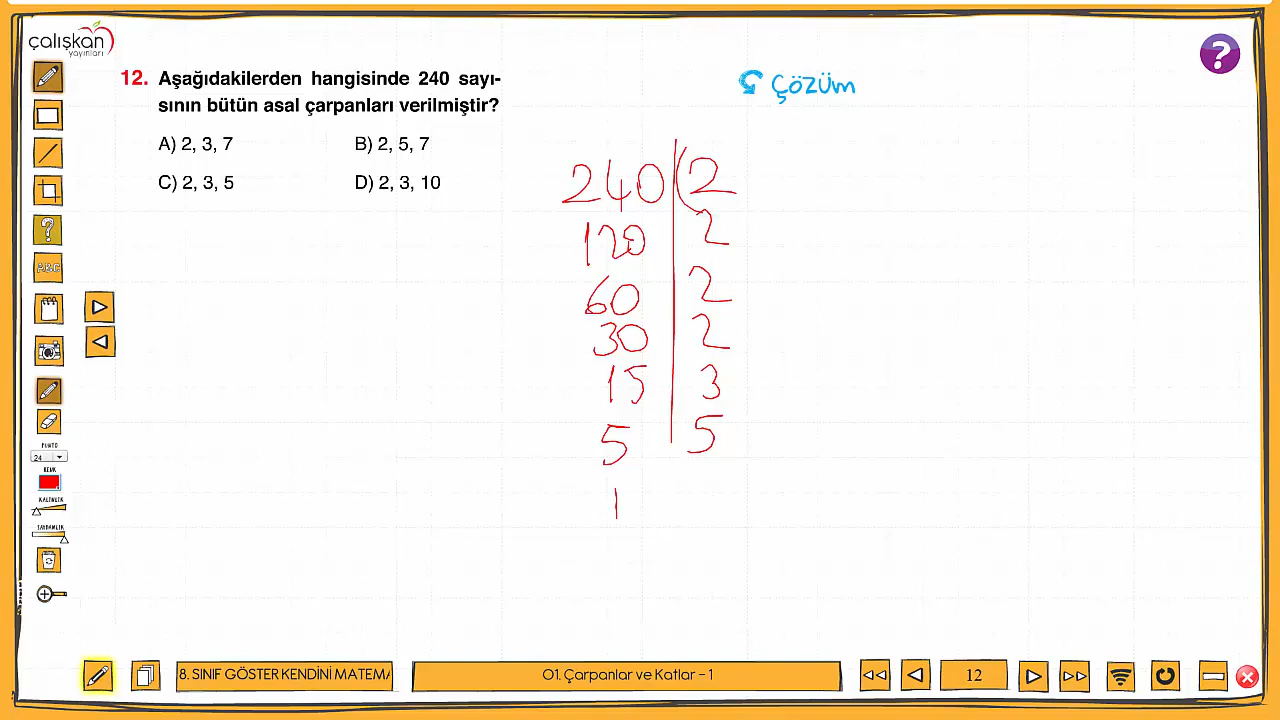 çalışkan
yayınları
12. Aşağıdakilerden hangisinde 240 sayı-
sının bütün asal çarpanları verilmiştir?
A) 2, 3, 7
B) 2, 5, 7
C) 2, 3, 5
D) 2, 3, 10
Çözüm
?
240 2
120 2
60 2
30 2
15 3
5 5
1
?
ABC
PUNTO
24
RENK
KALINLIK
SAYDAMLIK
8. SINIF GÖSTER KENDİNİ MATEMA
01. Çarpanlar ve Katlar - 1
12